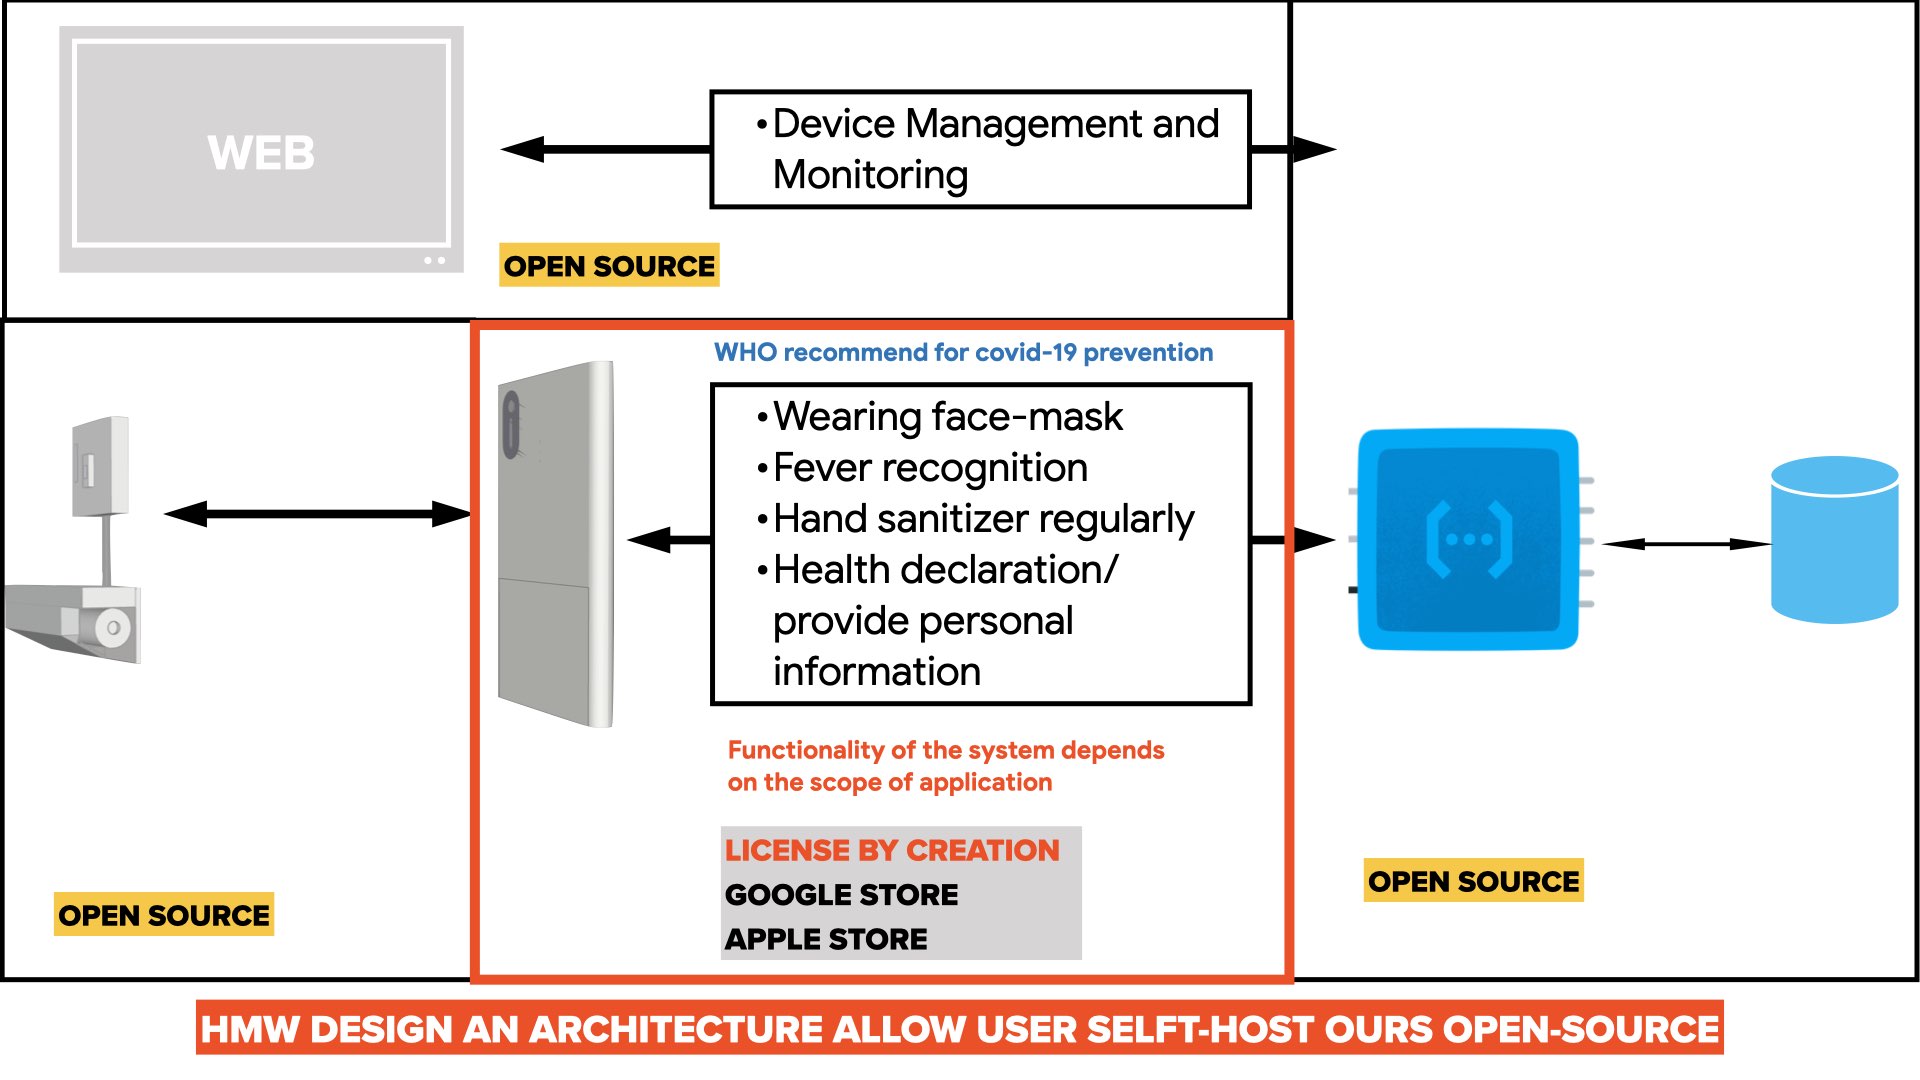 WEB
•Device Management and
Monitoring
OPEN SOURCE
WHO recommend for covid-19 prevention
•Wearing face-mask
•Fever recognition
•Hand sanitizer regularly
•Health declaration/
provide personal
information
Functionality of the system depends
on the scope of application
LICENSE BY CREATION
GOOGLE STORE
APPLE STORE
OPEN SOURCE
OPEN SOURCE
HMW DESIGN AN ARCHITECTURE ALLOW USER SELFT-HOST OURS OPEN-SOURCE